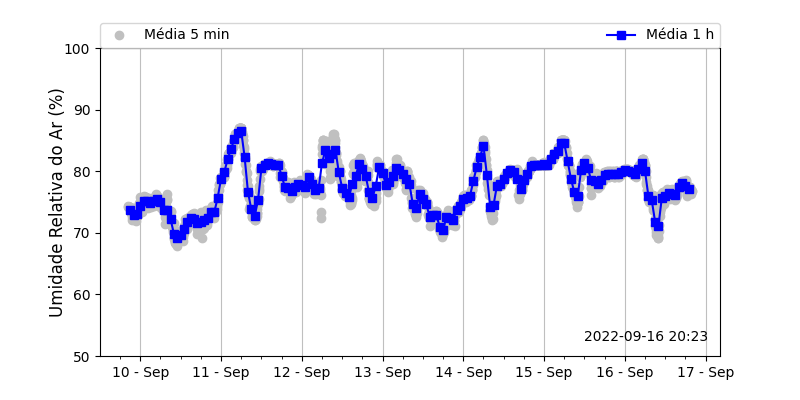 Média 5 min
Média 1 h
100
90
80
70
60
50
Umidade Relativa do Ar (%)
2022-09-16 20:23
10 - Sep
11 - Sep
12 - Sep
13 - Sep
14 - Sep
15 - Sep
16 - Sep
17 - Sep